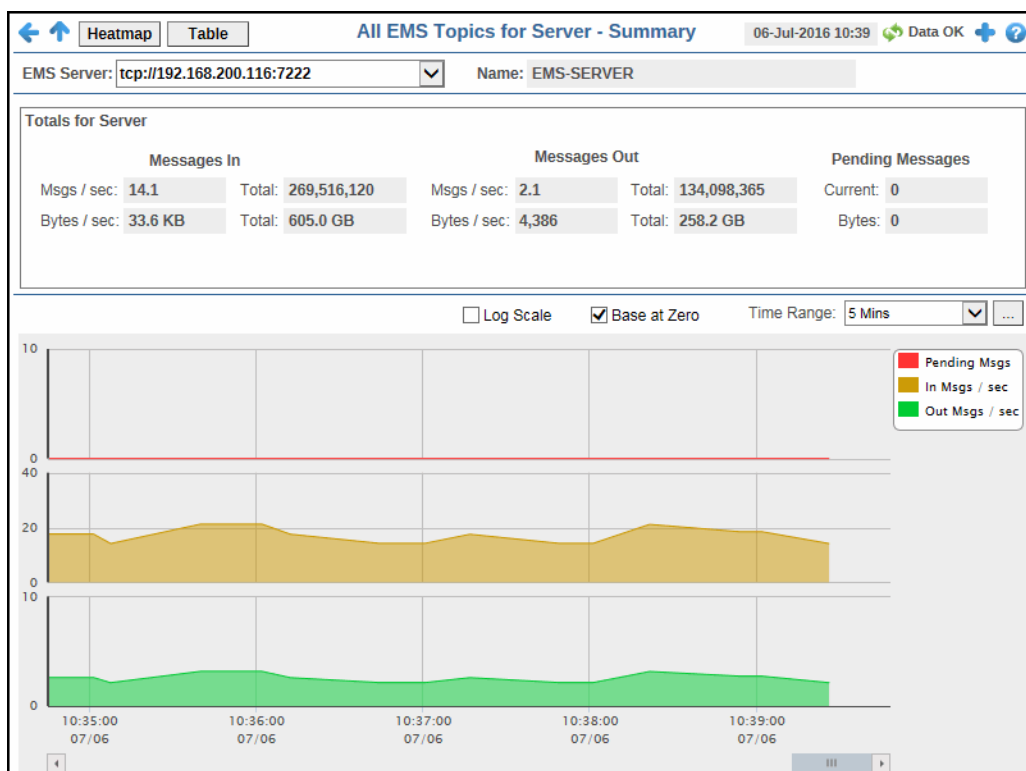 Heatmap Table All EMS Topics for Server - Summary 06-Jul-2016 10:39 Data OK ?
EMS Server: tcp://192.168.200.116:7222 Name: EMS-SERVER
Totals for Server
Messages In Messages Out Pending Messages
Msgs / sec: 14.1 Total: 269,516,120 Msgs / sec: 2.1 Total: 134,098,365 Current: 0
Bytes / sec: 33.6 KB Total: 605.0 GB Bytes / sec: 4,386 Total: 258.2 GB Bytes: 0
Log Scale Base at Zero Time Range: 5 Mins ...
10
Pending Msgs
In Msgs / sec
Out Msgs / sec
0
40
20
0
10
0
10:35:00 10:36:00 10:37:00 10:38:00 10:39:00
07/06 07/06 07/06 07/06 07/06